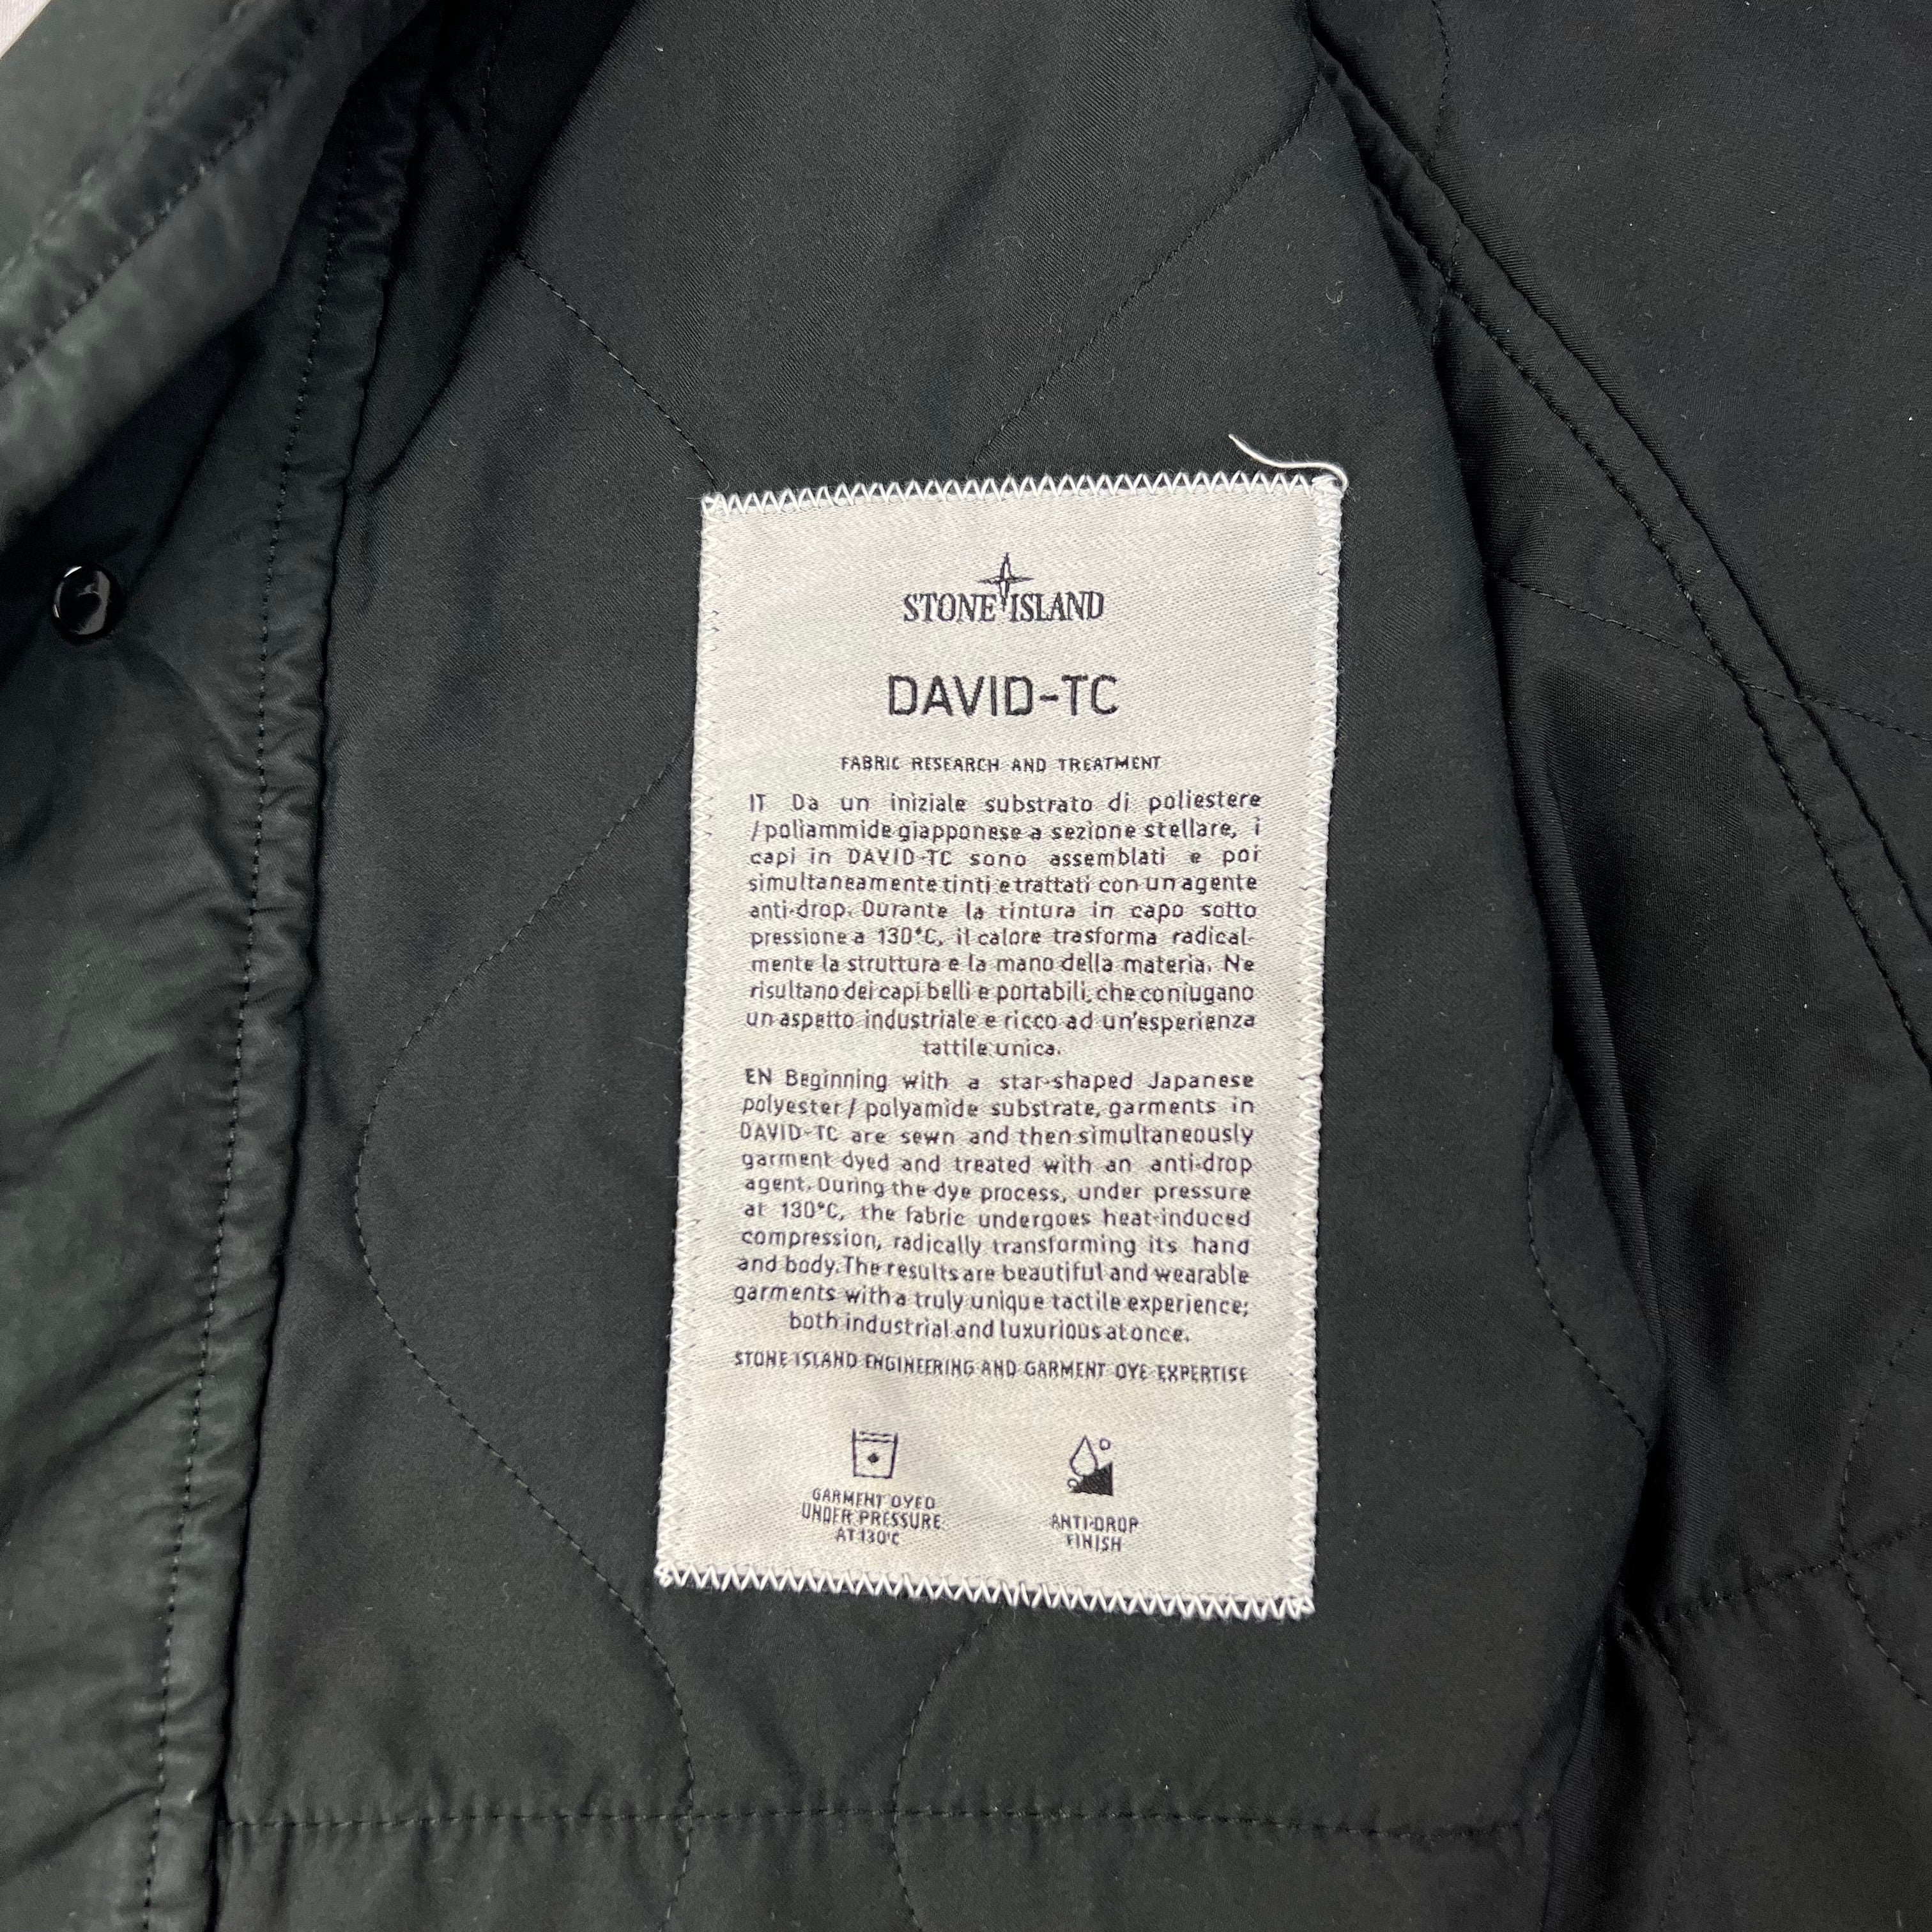 STONE ISLAND
DAVID-TC
FABRIC RESEARCH AND TREATMENT
IT Da un iniziale substrato di poliestere
/poliammide giapponese a sezione stellare, i
capi in DAVID-TC sono assemblati e poi
simultaneamente tinti e trattati con un agente
anti-drop. Durante la tintura in capo sotto
pressione a 130°C, il calore trasforma radical-
mente la struttura e la mano della materia. Ne
risultano dei capi belli e portabili, che coniugano
un aspetto industriale e ricco ad un'esperienza
tattile unica.
EN Beginning with a star-shaped Japanese
polyester/ polyamide substrate, garments in
DAVID-TC are sewn and then simultaneously
garment dyed and treated with an anti-drop
agent. During the dye process, under pressure
at 130°C, the fabric undergoes heat-induced
compression, radically transforming its hand
and body. The results are beautiful and wearable
garments with a truly unique tactile experience;
both industrial and luxurious at once.
STONE ISLAND ENGINEERING AND GARMENT DYE EXPERTISE
GARMENT DYED
UNDER PRESSURE
AT 130°C
ANTI-DROP
FINISH